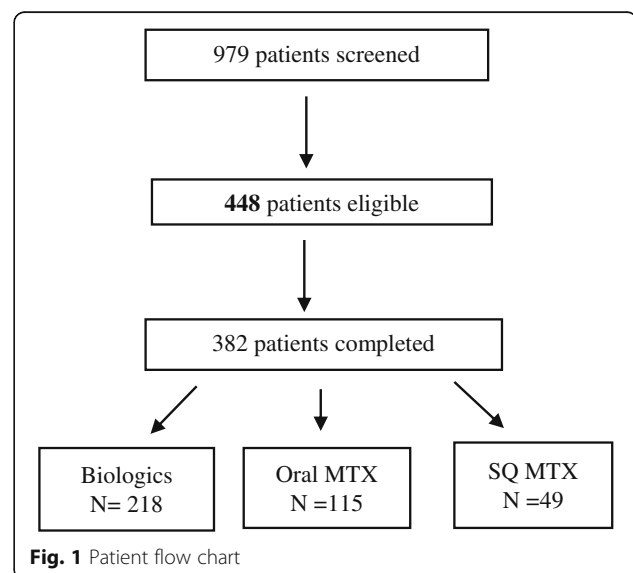 979 patients screened
448 patients eligible
382 patients completed
Biologics
N= 218
Oral MTX
N =115
SQ MTX
N =49
Fig. 1 Patient flow chart